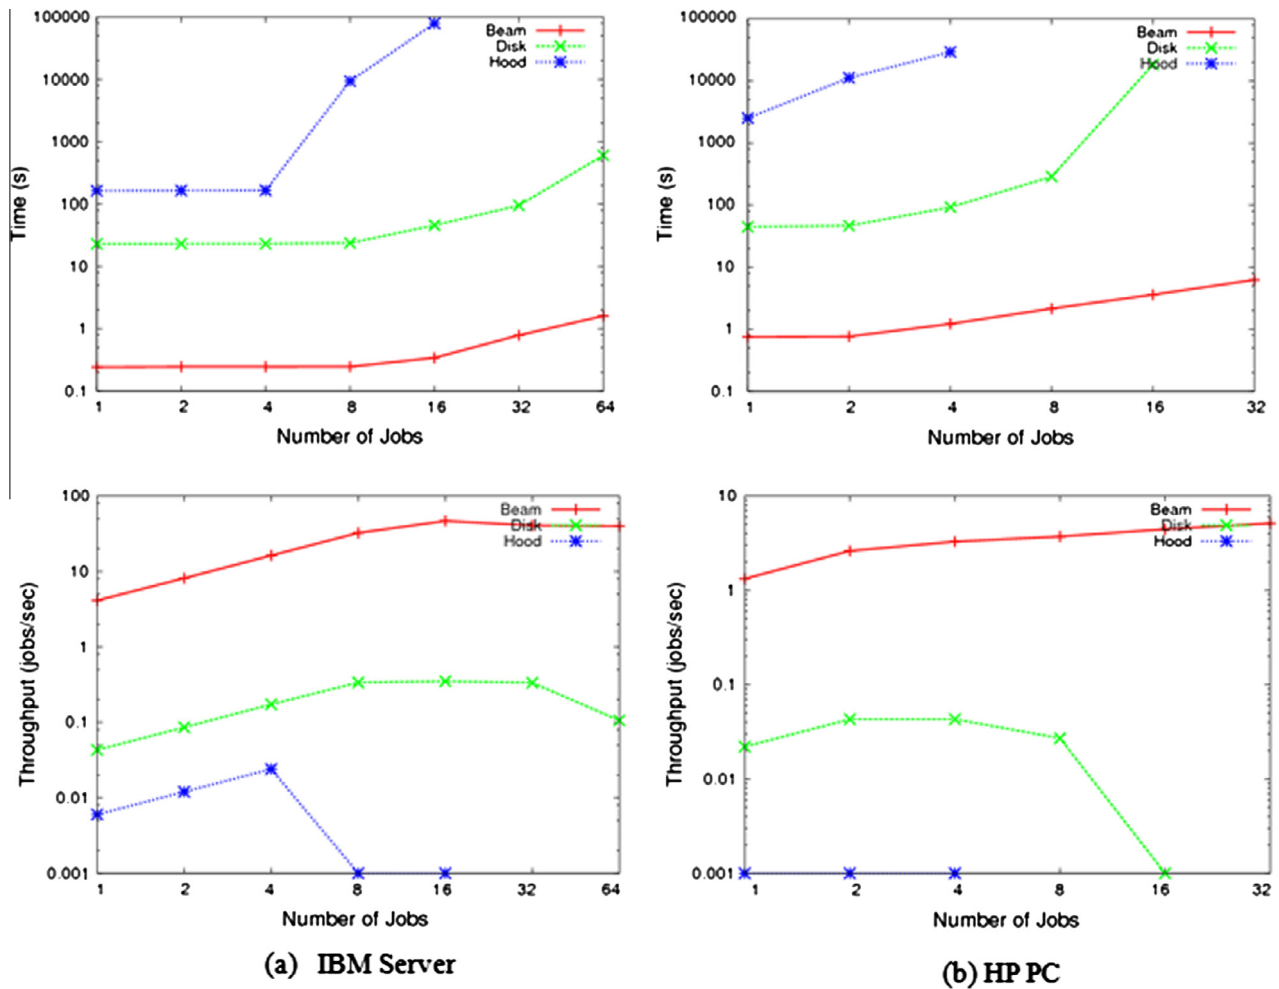 100000
10000
1000
100
10
1
0.1
Time (s)
Beam
Disk
Hood
1 2 4 8 16 32 64
Number of Jobs
100000
10000
1000
100
10
1
0.1
Time (s)
Beam
Disk
Hood
1 2 4 8 16 32
Number of Jobs
100
10
1
0.1
0.01
0.001
Throughput (jobs/sec)
Beam
Disk
Hood
1 2 4 8 16 32 64
Number of Jobs
10
1
0.1
0.01
0.001
Throughput (jobs/sec)
Beam
Disk
Hood
1 2 4 8 16 32
Number of Jobs
(a) IBM Server
(b) HP PC